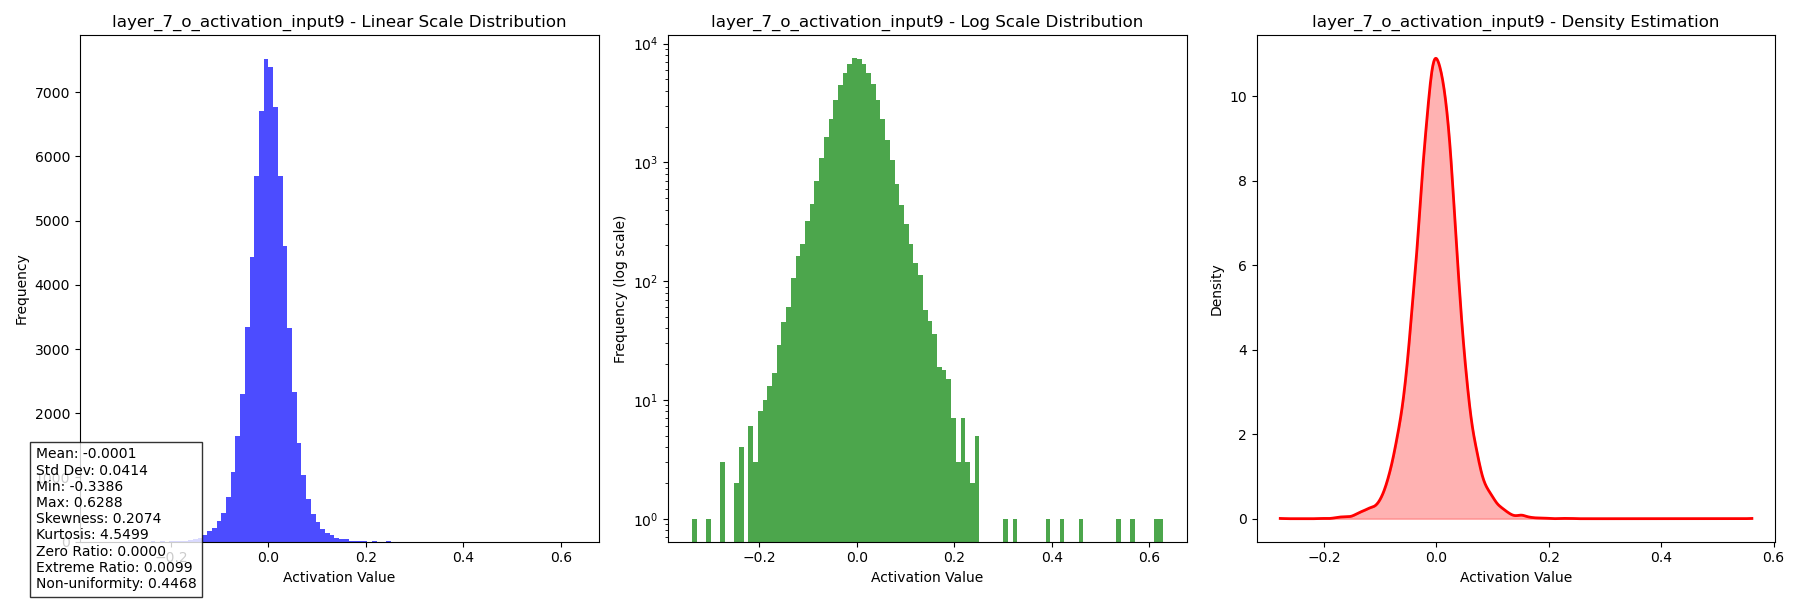 layer_7_o_activation_input9 - Linear Scale Distribution
Frequency
7000
6000
5000
4000
3000
2000
1000
0
−0.2
0.0
0.2
0.4
0.6
Activation Value
Mean: -0.0001
Std Dev: 0.0414
Min: -0.3386
Max: 0.6288
Skewness: 0.2074
Kurtosis: 4.5499
Zero Ratio: 0.0000
Extreme Ratio: 0.0099
Non-uniformity: 0.4468
layer_7_o_activation_input9 - Log Scale Distribution
Frequency (log scale)
10⁴
10³
10²
10¹
10⁰
−0.2
0.0
0.2
0.4
0.6
Activation Value
layer_7_o_activation_input9 - Density Estimation
Density
10
8
6
4
2
0
−0.2
0.0
0.2
0.4
0.6
Activation Value